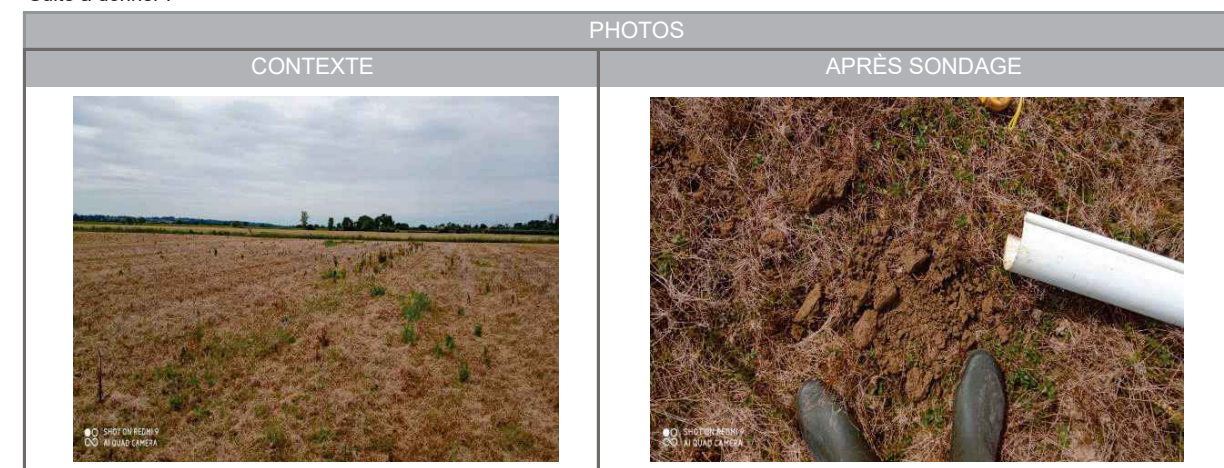 PHOTOS
CONTEXTE
APRÈS SONDAGE
SHOT ON REDMI 9
AI QUAD CAMERA
SHOT ON REDMI 9
AI QUAD CAMERA